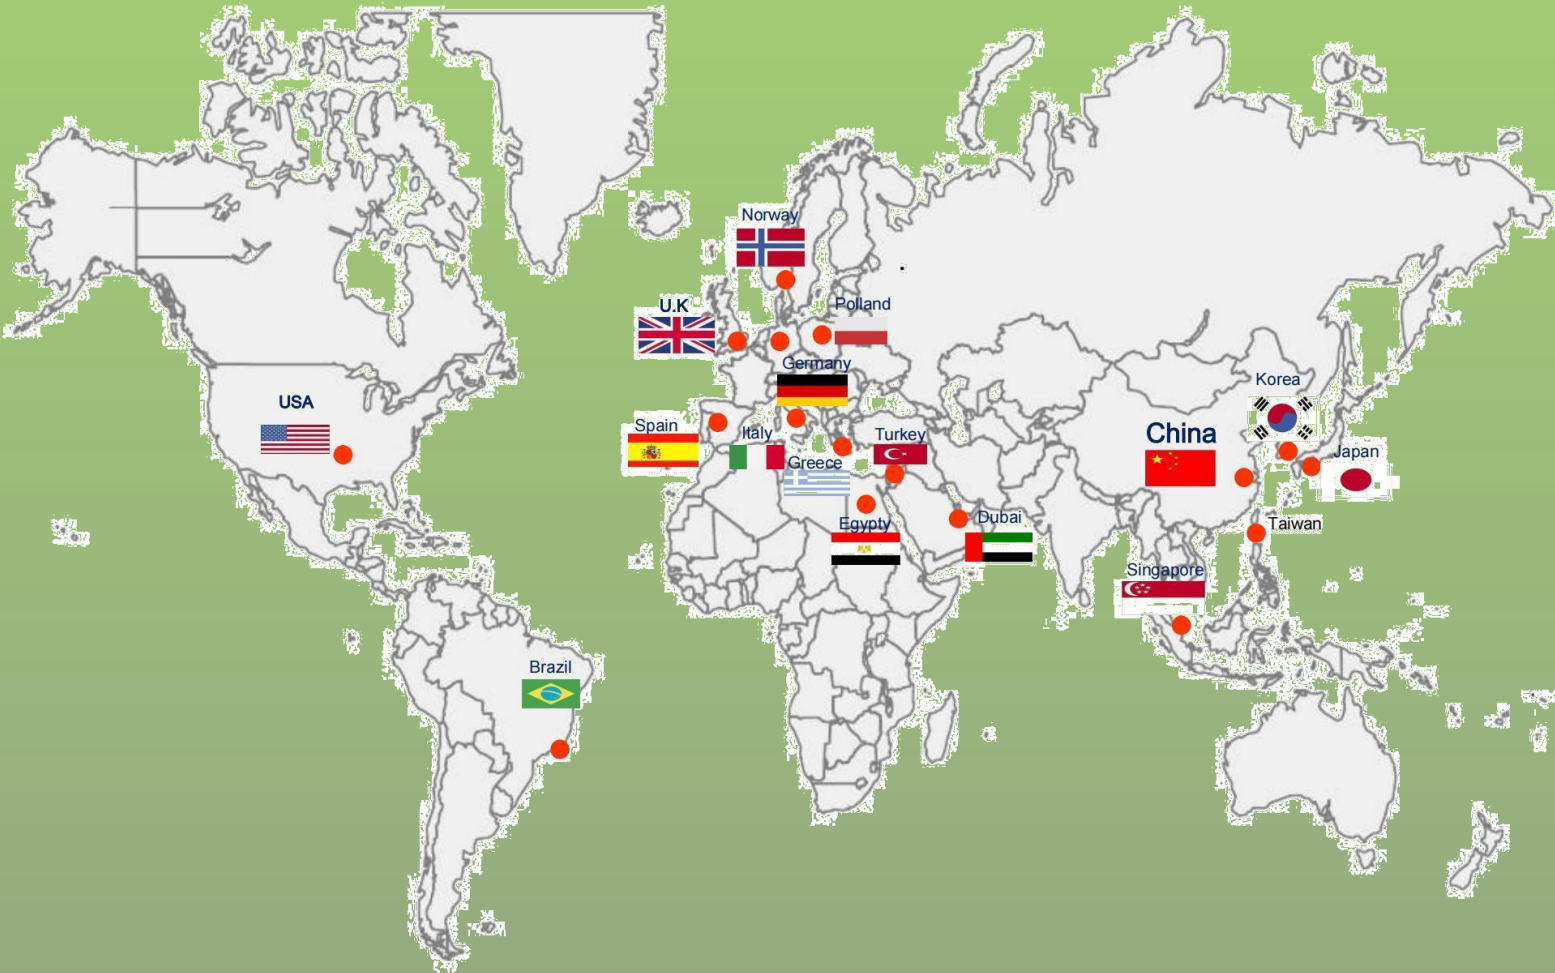 Norway
U.K
Polland
Germany
Korea
USA
Spain
Italy
Turkey
China
Japan
Greece
Egypty
Dubai
Taiwan
Singapore
Brazil